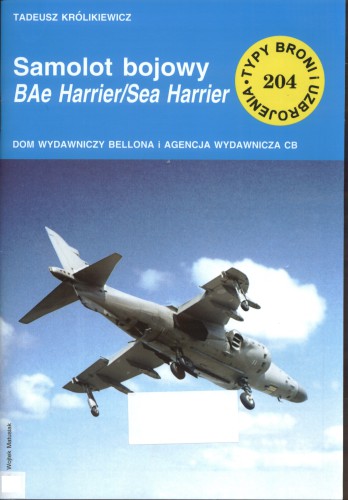 TADEUSZ KRÓLIKIEWICZ
Samolot bojowy
BAe Harrier/Sea Harrier
TYPY BRONI i UZBROJENIA •
204
DOM WYDAWNICZY BELLONA i AGENCJA WYDAWNICZA CB
Wojtek Matusiak